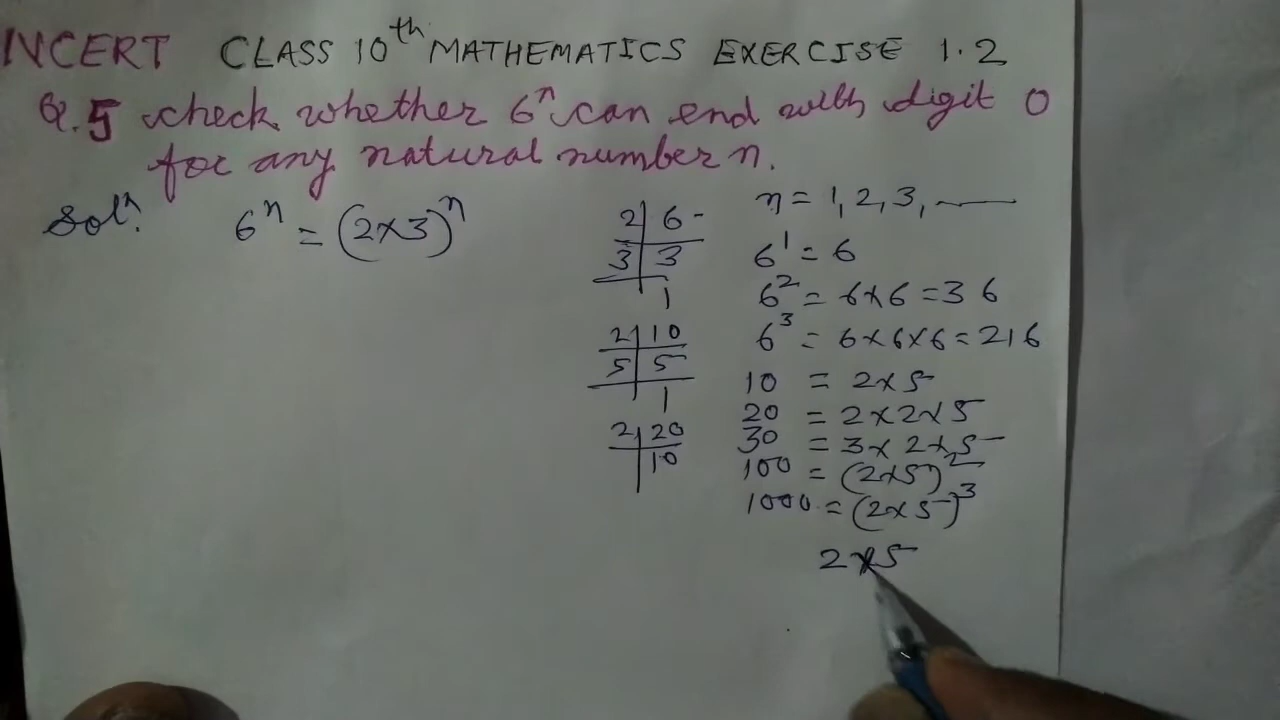 NCERT CLASS 10th MATHEMATICS EXERCISE 1.2
Q.5 check whether 6ⁿ can end with digit 0
for any natural number n.
Solⁿ. 6ⁿ = (2×3)ⁿ
2 | 6 -
3 | 3
1
2 | 10
5 | 5
1
2 | 20
10
n = 1, 2, 3, ——
6¹ = 6
6² = 6×6 = 36
6³ = 6×6×6 = 216
10 = 2×5
20 = 2×2×5
30 = 3×2×5
100 = (2×5)²
1000 = (2×5)³
2×5